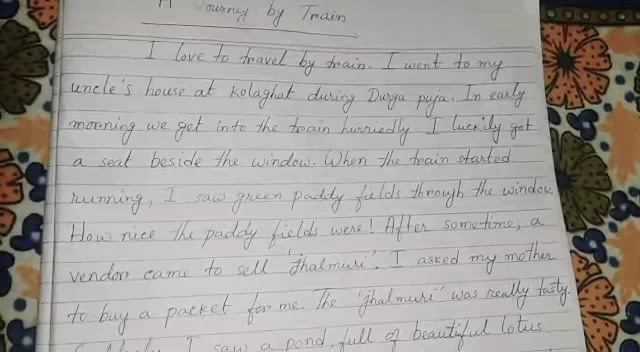 A Journey by Train
I love to travel by train. I went to my
uncle's house at Kolaghat during Durga puja. In early
morning we get into the train hurriedly I luckily got
a seat beside the window. When the train started
running, I saw green paddy fields through the window.
How nice the paddy fields were! After sometime, a
vendor came to sell 'jhalmuri'. I asked my mother
to buy a packet for me. The 'jhalmuri' was really tasty.
I saw a pond, full of beautiful lotus